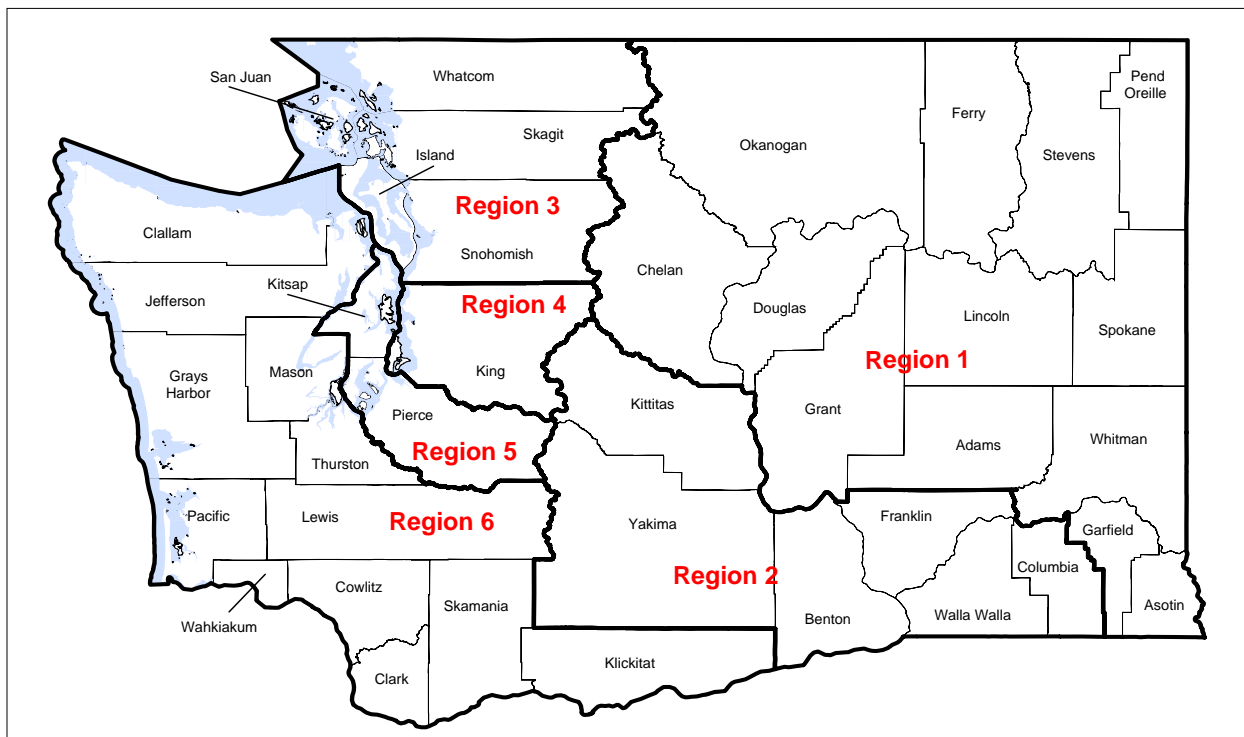 San Juan
Whatcom
Pend
Oreille
Ferry
Skagit
Okanogan
Stevens
Island
Region 3
Clallam
Snohomish
Chelan
Kitsap
Jefferson
Region 4
Douglas
Lincoln
Spokane
Region 1
King
Mason
Grays
Harbor
Kittitas
Grant
Pierce
Whitman
Adams
Region 5
Thurston
Pacific
Lewis
Region 6
Yakima
Franklin
Garfield
Columbia
Region 2
Cowlitz
Skamania
Asotin
Wahkiakum
Benton
Walla Walla
Klickitat
Clark